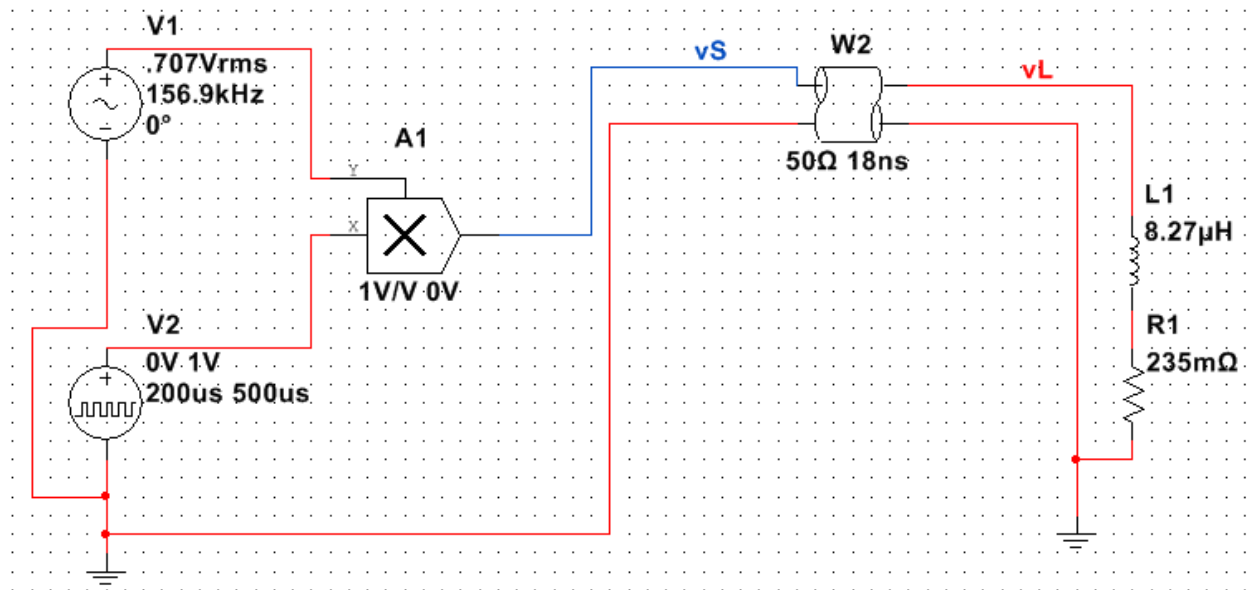 V1
.707Vrms
156.9kHz
0°
A1
Y
X
1V/V 0V
V2
0V 1V
200us 500us
vS
W2
50Ω 18ns
vL
L1
8.27µH
R1
235mΩ